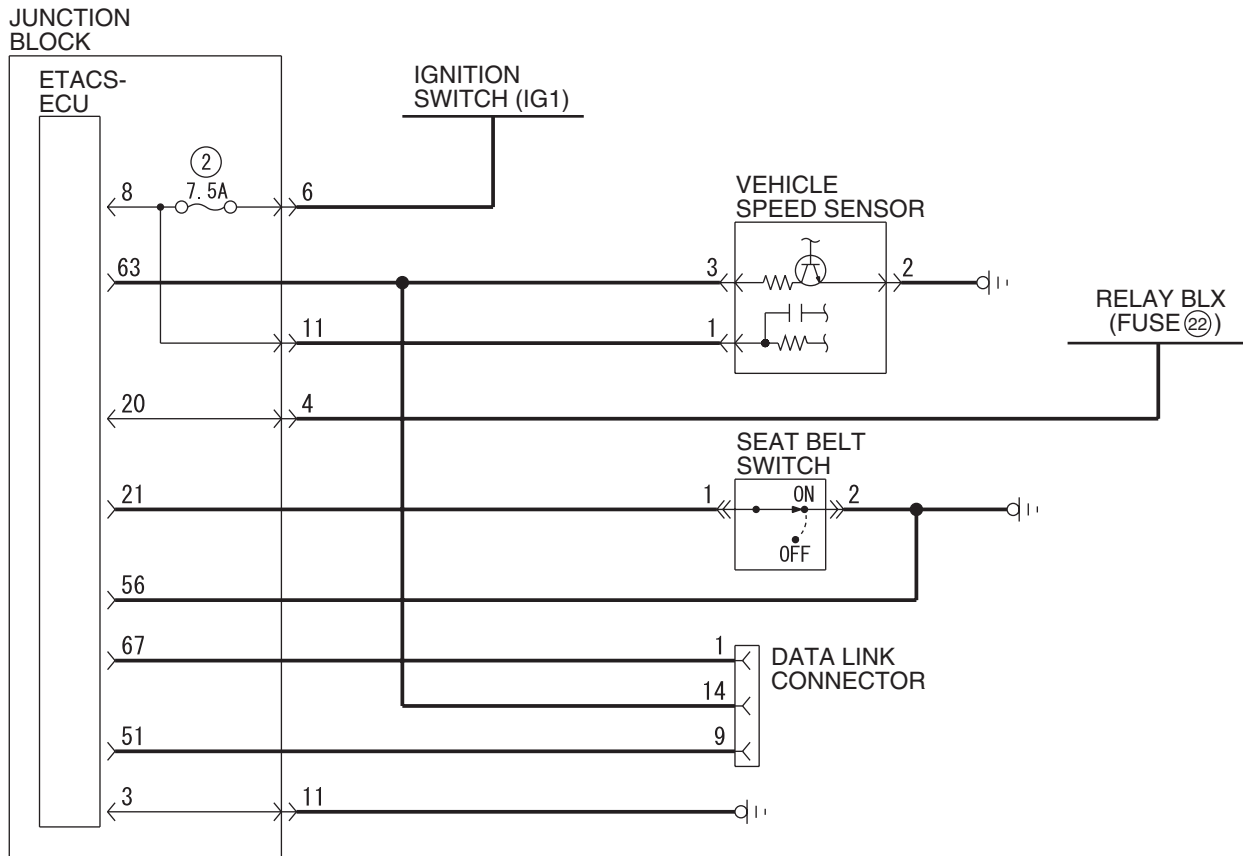 JUNCTION
BLOCK
ETACS-
ECU
IGNITION
SWITCH (IG1)
2
7.5A
8
6
VEHICLE
SPEED SENSOR
63
3
2
RELAY BLX
(FUSE 22)
11
1
20
4
SEAT BELT
SWITCH
21
1
ON
2
OFF
56
67
1
DATA LINK
CONNECTOR
14
51
9
3
11